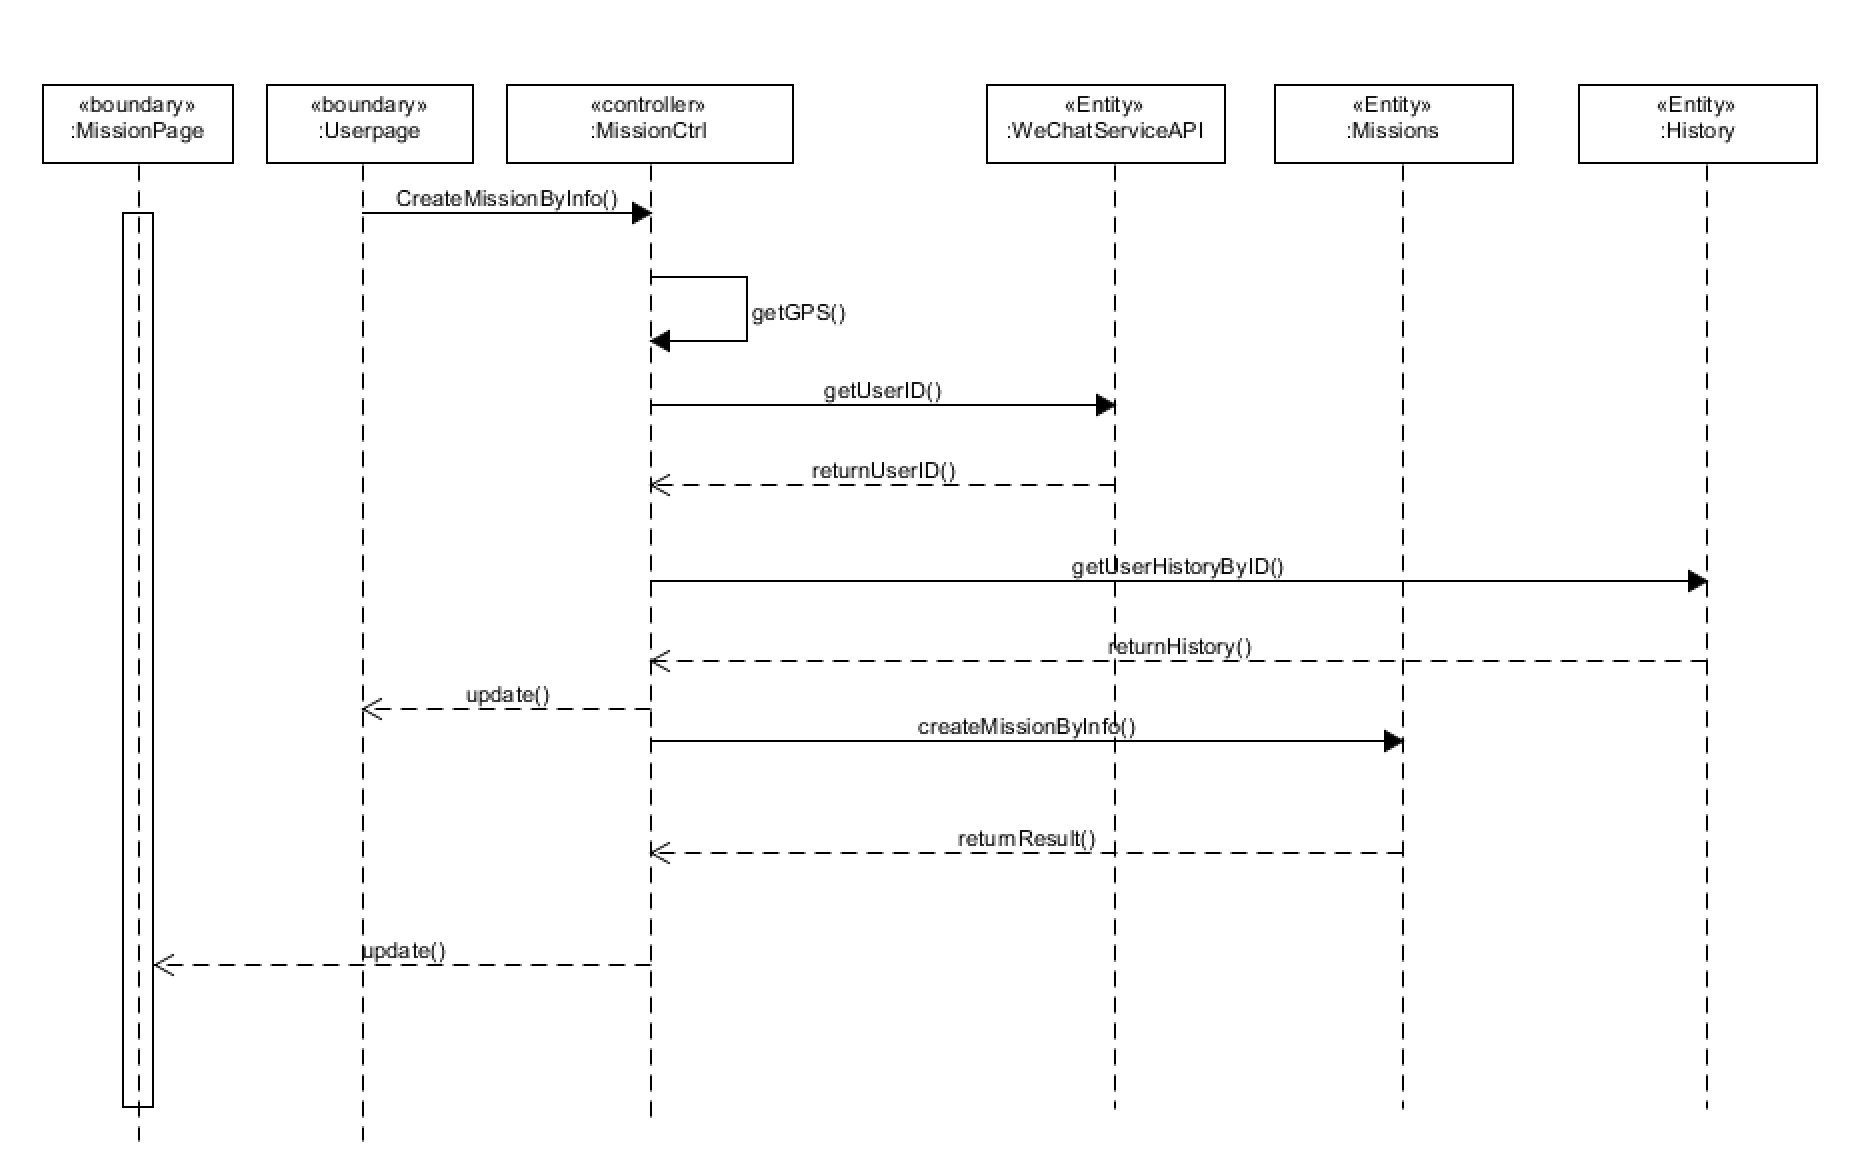 «boundary»
:MissionPage
«boundary»
:Userpage
«controller»
:MissionCtrl
«Entity»
:WeChatServiceAPI
«Entity»
:Missions
«Entity»
:History
CreateMissionByInfo()
getGPS()
getUserID()
returnUserID()
getUserHistoryByID()
returnHistory()
update()
createMissionByInfo()
returnResult()
update()